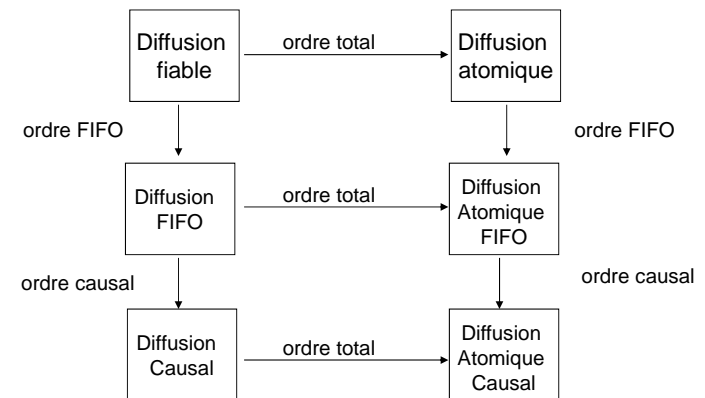 Diffusion
fiable
ordre total
Diffusion
atomique
ordre FIFO
ordre FIFO
Diffusion
FIFO
ordre total
Diffusion
Atomique
FIFO
ordre causal
ordre causal
Diffusion
Causal
ordre total
Diffusion
Atomique
Causal